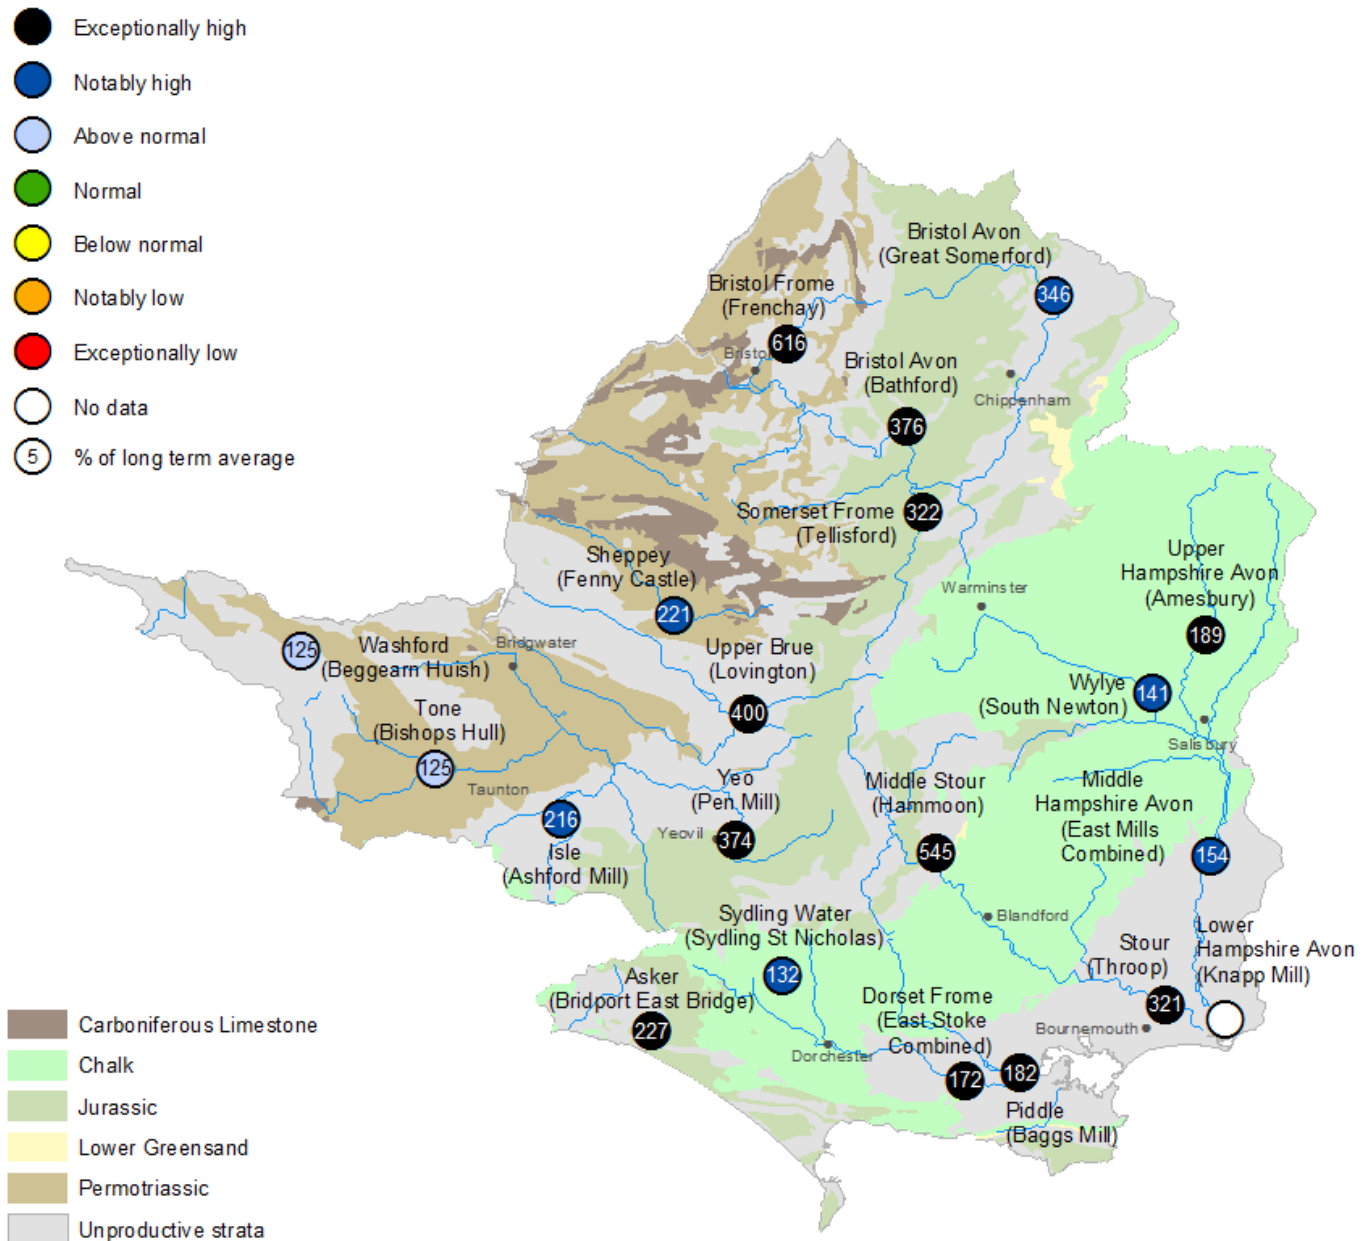 Exceptionally high
Notably high
Above normal
Normal
Below normal
Notably low
Exceptionally low
No data
5 % of long term average
Bristol Avon
(Great Somerford)
346
Bristol Frome
(Frenchay)
616
Bristol
Bristol Avon
(Bathford)
376
Chippenham
Somerset Frome
(Tellisford)
322
Sheppey
(Fenny Castle)
221
Upper
Hampshire Avon
(Amesbury)
189
Warminster
Washford
(Beggearn Huish)
125
Bridgwater
Upper Brue
(Lovington)
400
Wylye
(South Newton)
141
Salisbury
Tone
(Bishops Hull)
125
Taunton
Yeo
(Pen Mill)
374
Yeovil
Middle Stour
(Hammoon)
545
Middle
Hampshire Avon
(East Mills
Combined)
154
216
Isle
(Ashford Mill)
Blandford
Sydling Water
(Sydling St Nicholas)
132
Stour
(Throop)
321
Lower
Hampshire Avon
(Knapp Mill)
Asker
(Bridport East Bridge)
227
Dorset Frome
(East Stoke
Combined)
172
Bournemouth
Dorchester
182
Piddle
(Baggs Mill)
Carboniferous Limestone
Chalk
Jurassic
Lower Greensand
Permotriassic
Unproductive strata